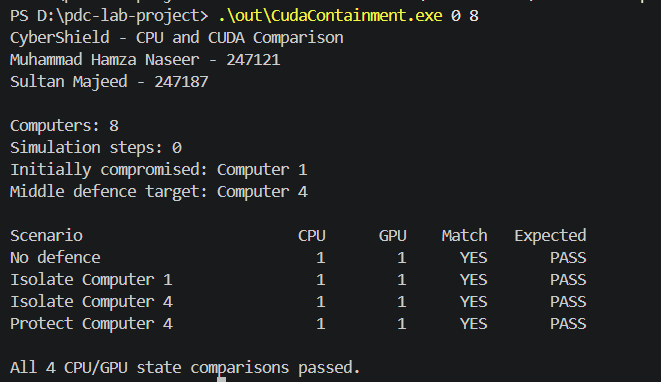 PS D:\pdc-lab-project> .\out\CudaContainment.exe 0 8
CyberShield - CPU and CUDA Comparison
Muhammad Hamza Naseer - 247121
Sultan Majeed - 247187
Computers: 8
Simulation steps: 0
Initially compromised: Computer 1
Middle defence target: Computer 4
Scenario CPU GPU Match Expected
No defence 1 1 YES PASS
Isolate Computer 1 1 1 YES PASS
Isolate Computer 4 1 1 YES PASS
Protect Computer 4 1 1 YES PASS
All 4 CPU/GPU state comparisons passed.